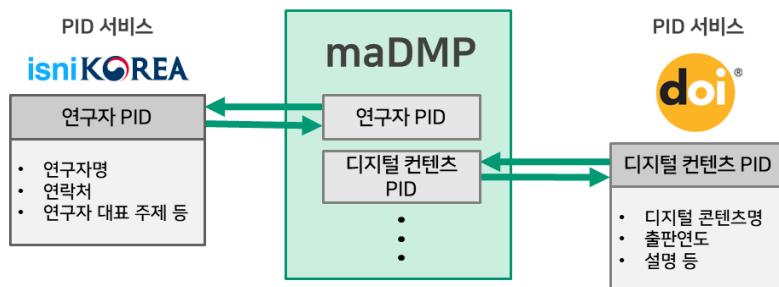 PID 서비스
isni KOREA
연구자 PID
• 연구자명
• 연락처
• 연구자 대표 주제 등
maDMP
연구자 PID
디지털 컨텐츠
PID
PID 서비스
doi®
디지털 컨텐츠 PID
• 디지털 콘텐츠명
• 출판연도
• 설명 등